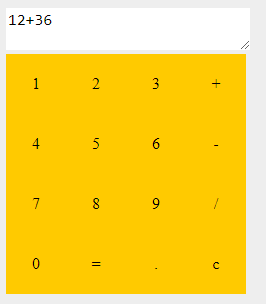 12+36
1 2 3 +
4 5 6 -
7 8 9 /
0 = . c